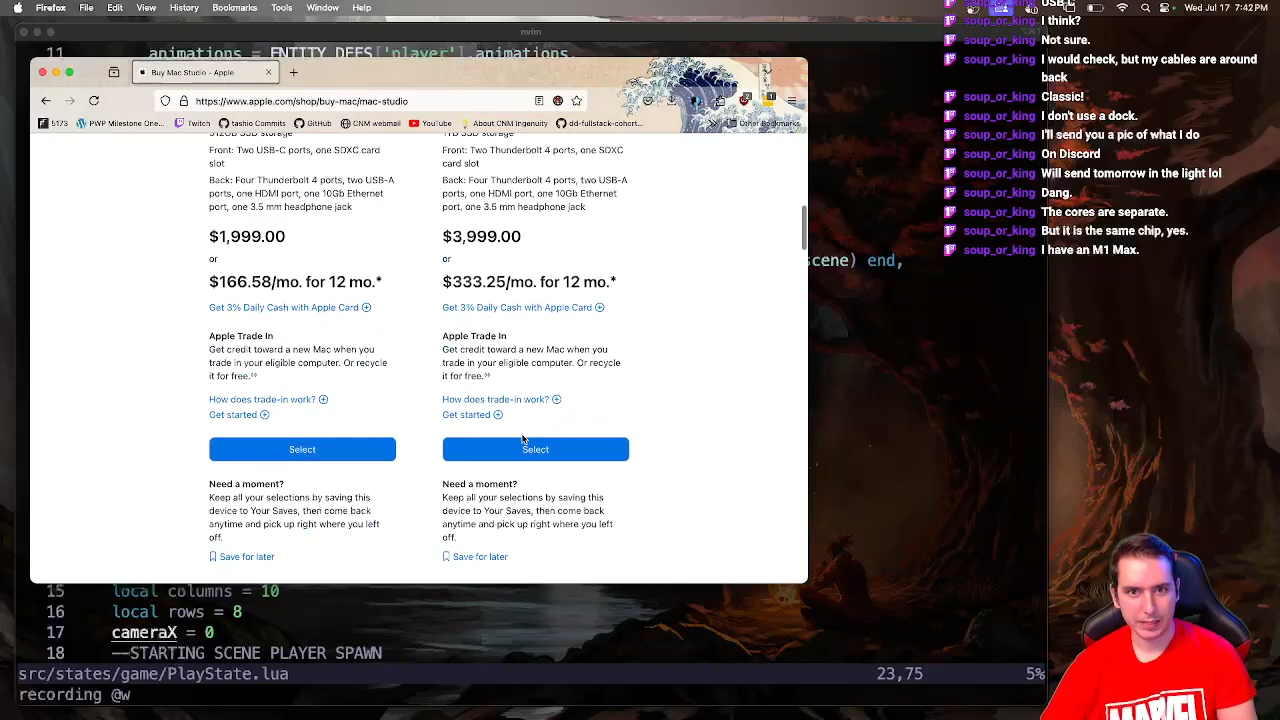 Firefox File Edit View History Bookmarks Tools Window Help
Wed Jul 17 7:42 PM
nvim
11 animations = ENTITY_DEFS['player'].animations,
Buy Mac Studio - Apple
https://www.apple.com/shop/buy-mac/mac-studio
5173 PWP Milestone One... Twitch tasko Commits GitHub CNM webmail YouTube About CNM Ingenuity dd-fullstack-cohort... Other Bookmarks
512GB SSD storage
Front: Two USB-C ports, one SDXC card
slot
Back: Four Thunderbolt 4 ports, two USB-A
ports, one HDMI port, one 10Gb Ethernet
port, one 3.5 mm headphone jack
$1,999.00
or
$166.58/mo. for 12 mo.*
Get 3% Daily Cash with Apple Card
Apple Trade In
Get credit toward a new Mac when you
trade in your eligible computer. Or recycle
it for free.°°
How does trade-in work?
Get started
Select
Need a moment?
Keep all your selections by saving this
device to Your Saves, then come back
anytime and pick up right where you left
off.
Save for later
1TB SSD storage
Front: Two Thunderbolt 4 ports, one SDXC
card slot
Back: Four Thunderbolt 4 ports, two USB-A
ports, one HDMI port, one 10Gb Ethernet
port, one 3.5 mm headphone jack
$3,999.00
or
$333.25/mo. for 12 mo.*
Get 3% Daily Cash with Apple Card
Apple Trade In
Get credit toward a new Mac when you
trade in your eligible computer. Or recycle
it for free.°°
How does trade-in work?
Get started
Select
Need a moment?
Keep all your selections by saving this
device to Your Saves, then come back
anytime and pick up right where you left
off.
Save for later
scene) end,
15 local columns = 10
16 local rows = 8
17 cameraX = 0
18 --STARTING SCENE PLAYER SPAWN
src/states/game/PlayState.lua 23,75 5%
recording @w
soup_or_king I think?
soup_or_king Not sure.
soup_or_king I would check, but my cables are around
back
soup_or_king Classic!
soup_or_king I don't use a dock.
soup_or_king I'll send you a pic of what I do
soup_or_king On Discord
soup_or_king Will send tomorrow in the light lol
soup_or_king Dang.
soup_or_king The cores are separate.
soup_or_king But it is the same chip, yes.
soup_or_king I have an M1 Max.
MARVEL